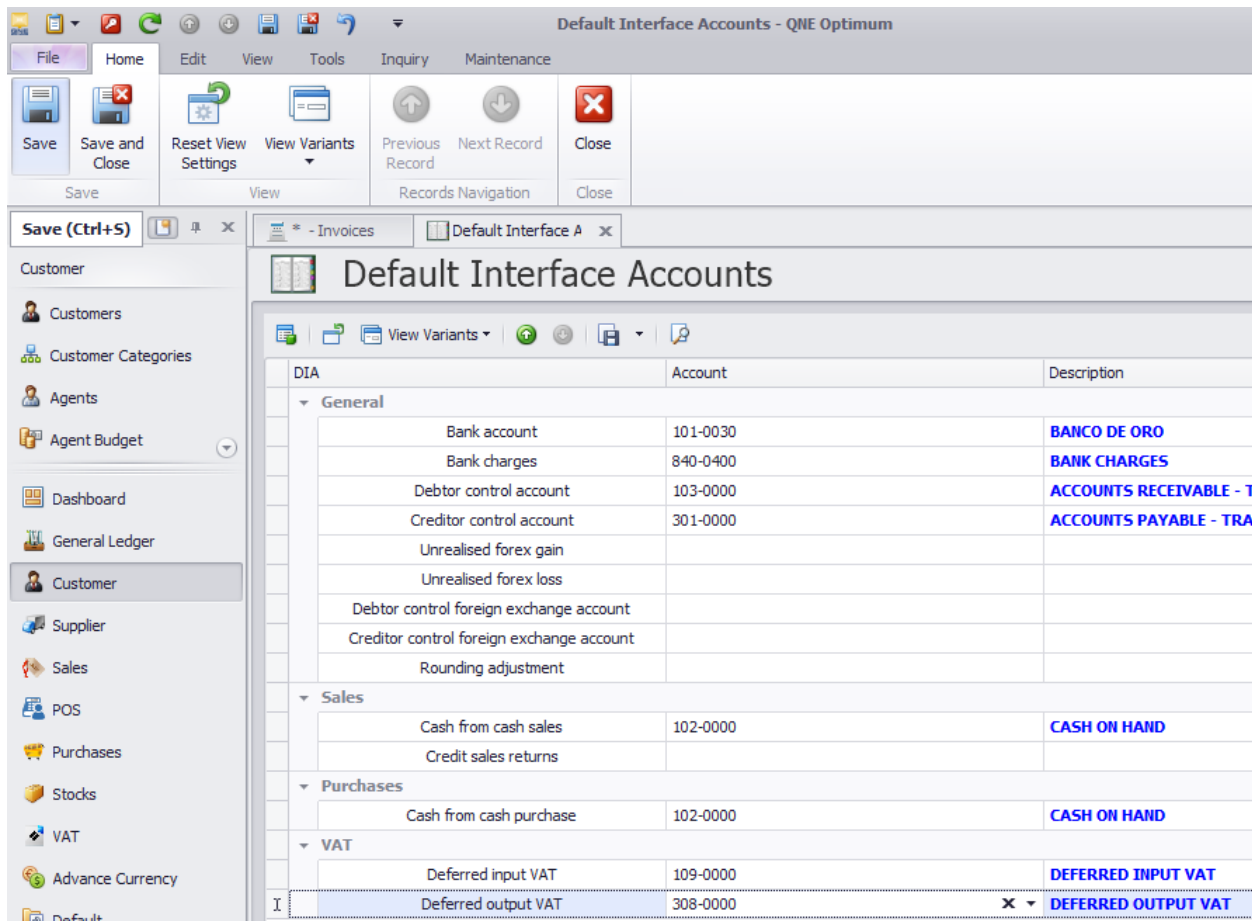 Default Interface Accounts - QNE Optimum
File Home Edit View Tools Inquiry Maintenance
Save Save and Close Reset View Settings View Variants Previous Record Next Record Close
Save View Records Navigation Close
Save (Ctrl+S)
* - Invoices Default Interface A
Customer
Default Interface Accounts
Customers
Customer Categories
Agents
Agent Budget
Dashboard
General Ledger
Customer
Supplier
Sales
POS
Purchases
Stocks
VAT
Advance Currency
Default
View Variants
DIA Account Description
General
Bank account 101-0030 BANCO DE ORO
Bank charges 840-0400 BANK CHARGES
Debtor control account 103-0000 ACCOUNTS RECEIVABLE - T
Creditor control account 301-0000 ACCOUNTS PAYABLE - TRA
Unrealised forex gain
Unrealised forex loss
Debtor control foreign exchange account
Creditor control foreign exchange account
Rounding adjustment
Sales
Cash from cash sales 102-0000 CASH ON HAND
Credit sales returns
Purchases
Cash from cash purchase 102-0000 CASH ON HAND
VAT
Deferred input VAT 109-0000 DEFERRED INPUT VAT
Deferred output VAT 308-0000 DEFERRED OUTPUT VAT